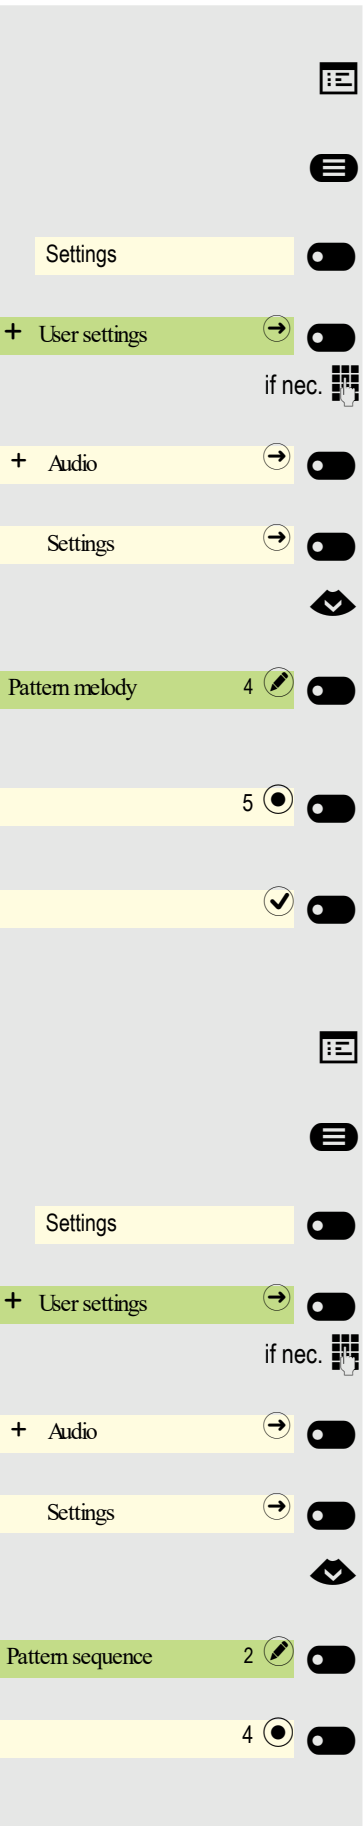 Settings
+ User settings
if nec.
+ Audio
Settings
Pattern melody 4
5
Settings
+ User settings
if nec.
+ Audio
Settings
Pattern sequence 2
4